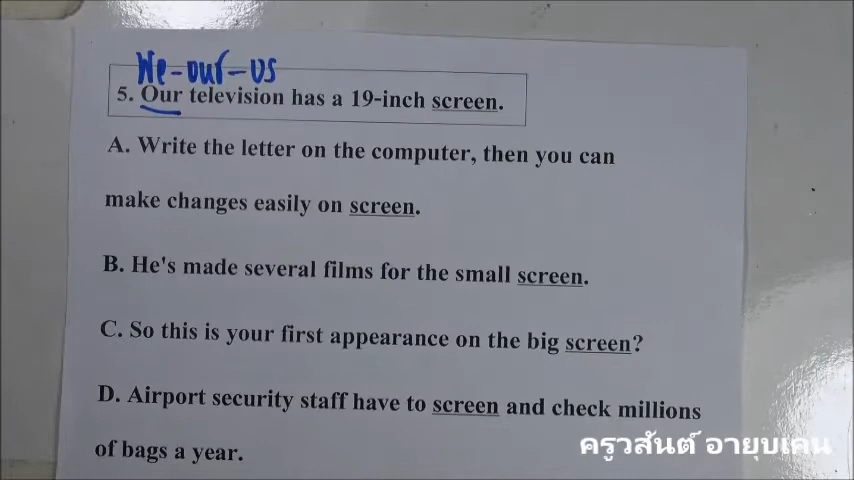 We-our-us
5. Our television has a 19-inch screen.
A. Write the letter on the computer, then you can
make changes easily on screen.
B. He's made several films for the small screen.
C. So this is your first appearance on the big screen?
D. Airport security staff have to screen and check millions
of bags a year.
ครูวสันต์ อายุบเคน